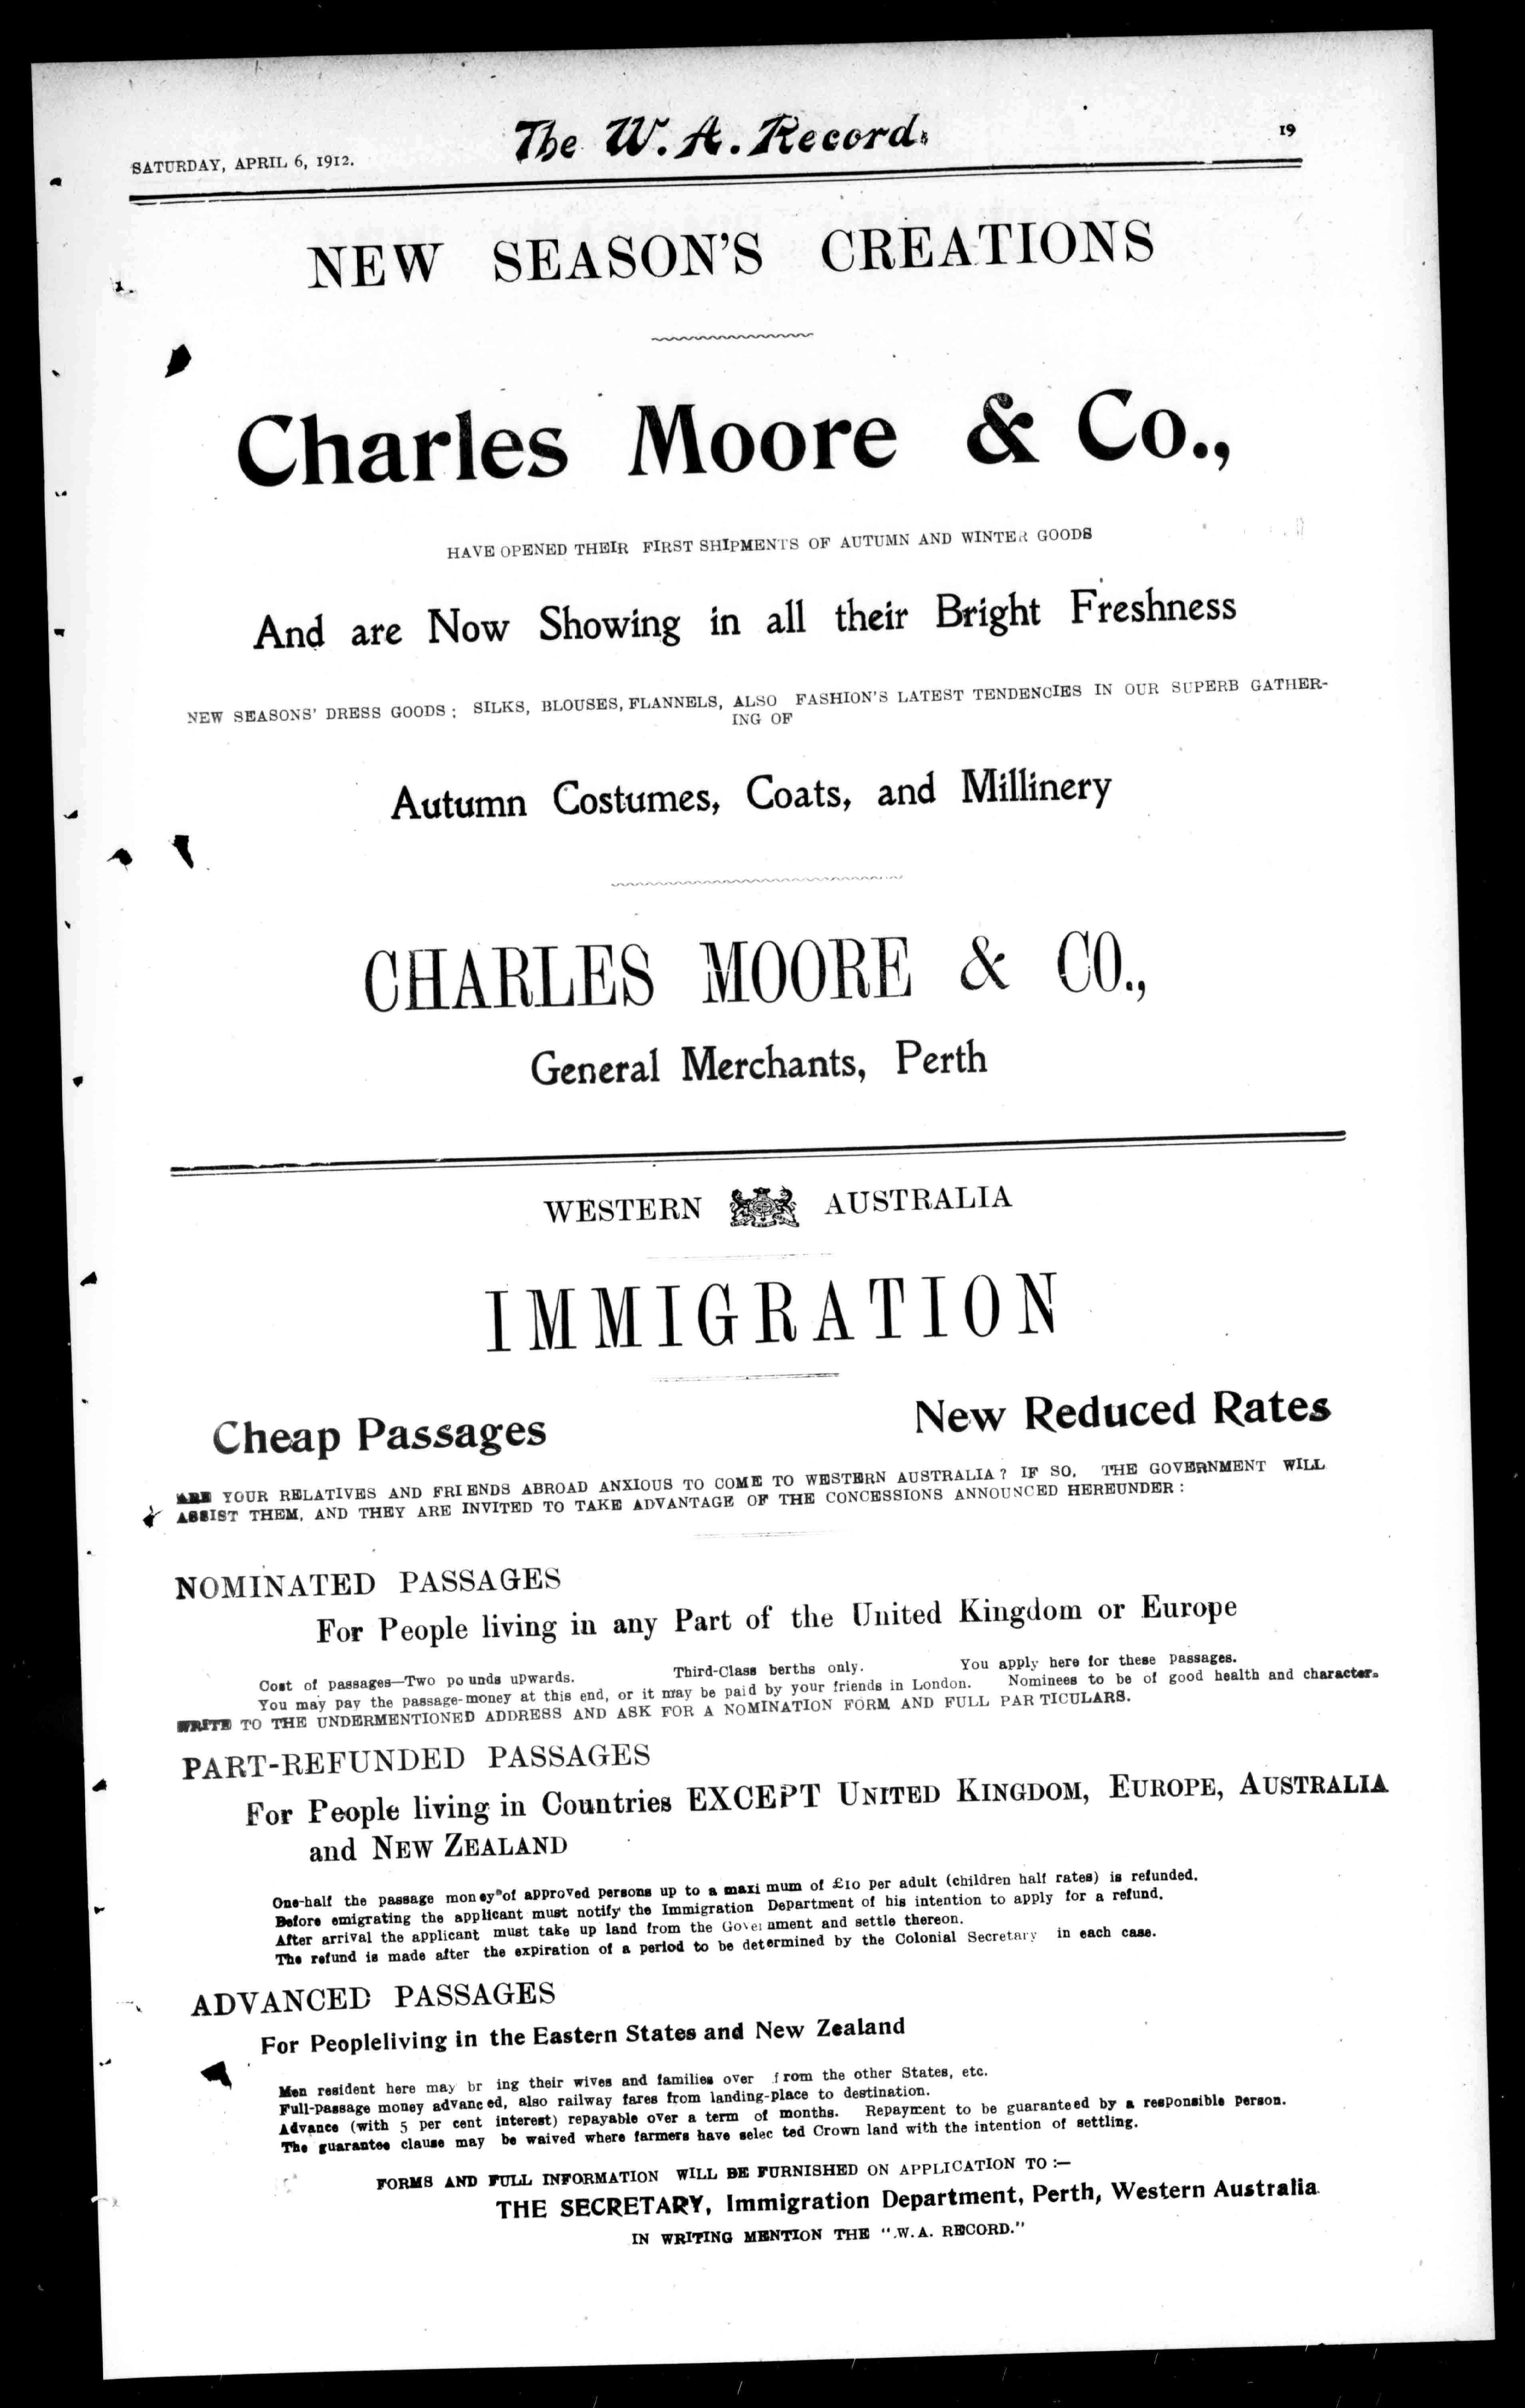 SATURDAY, APRIL 6, 1912.
The W. A. Record.
19
NEW SEASON'S CREATIONS
Charles Moore & Co.,
HAVE OPENED THEIR FIRST SHIPMENTS OF AUTUMN AND WINTER GOODS
And are Now Showing in all their Bright Freshness
NEW SEASONS' DRESS GOODS; SILKS, BLOUSES, FLANNELS, ALSO FASHION'S LATEST TENDENCIES IN OUR SUPERB GATHER-
ING OF
Autumn Costumes, Coats, and Millinery
CHARLES MOORE & CO.,
General Merchants, Perth
WESTERN AUSTRALIA
IMMIGRATION
Cheap Passages New Reduced Rates
ARE YOUR RELATIVES AND FRIENDS ABROAD ANXIOUS TO COME TO WESTERN AUSTRALIA? IF SO, THE GOVERNMENT WILL
ASSIST THEM, AND THEY ARE INVITED TO TAKE ADVANTAGE OF THE CONCESSIONS ANNOUNCED HEREUNDER:
NOMINATED PASSAGES
For People living in any Part of the United Kingdom or Europe
Cost of passages—Two pounds upwards. Third-Class berths only. You apply here for these passages.
You may pay the passage-money at this end, or it may be paid by your friends in London. Nominees to be of good health and character.
WRITE TO THE UNDERMENTIONED ADDRESS AND ASK FOR A NOMINATION FORM AND FULL PARTICULARS.
PART-REFUNDED PASSAGES
For People living in Countries EXCEPT UNITED KINGDOM, EUROPE, AUSTRALIA
and NEW ZEALAND
One-half the passage money of approved persons up to a maximum of £10 per adult (children half rates) is refunded.
Before emigrating the applicant must notify the Immigration Department of his intention to apply for a refund.
After arrival the applicant must take up land from the Government and settle thereon.
The refund is made after the expiration of a period to be determined by the Colonial Secretary in each case.
ADVANCED PASSAGES
For People living in the Eastern States and New Zealand
Men resident here may bring their wives and families over from the other States, etc.
Full-passage money advanced, also railway fares from landing-place to destination.
Advance (with 5 per cent interest) repayable over a term of months. Repayment to be guaranteed by a responsible person.
The guarantee clause may be waived where farmers have selected Crown land with the intention of settling.
FORMS AND FULL INFORMATION WILL BE FURNISHED ON APPLICATION TO:—
THE SECRETARY, Immigration Department, Perth, Western Australia
IN WRITING MENTION THE "W.A. RECORD."